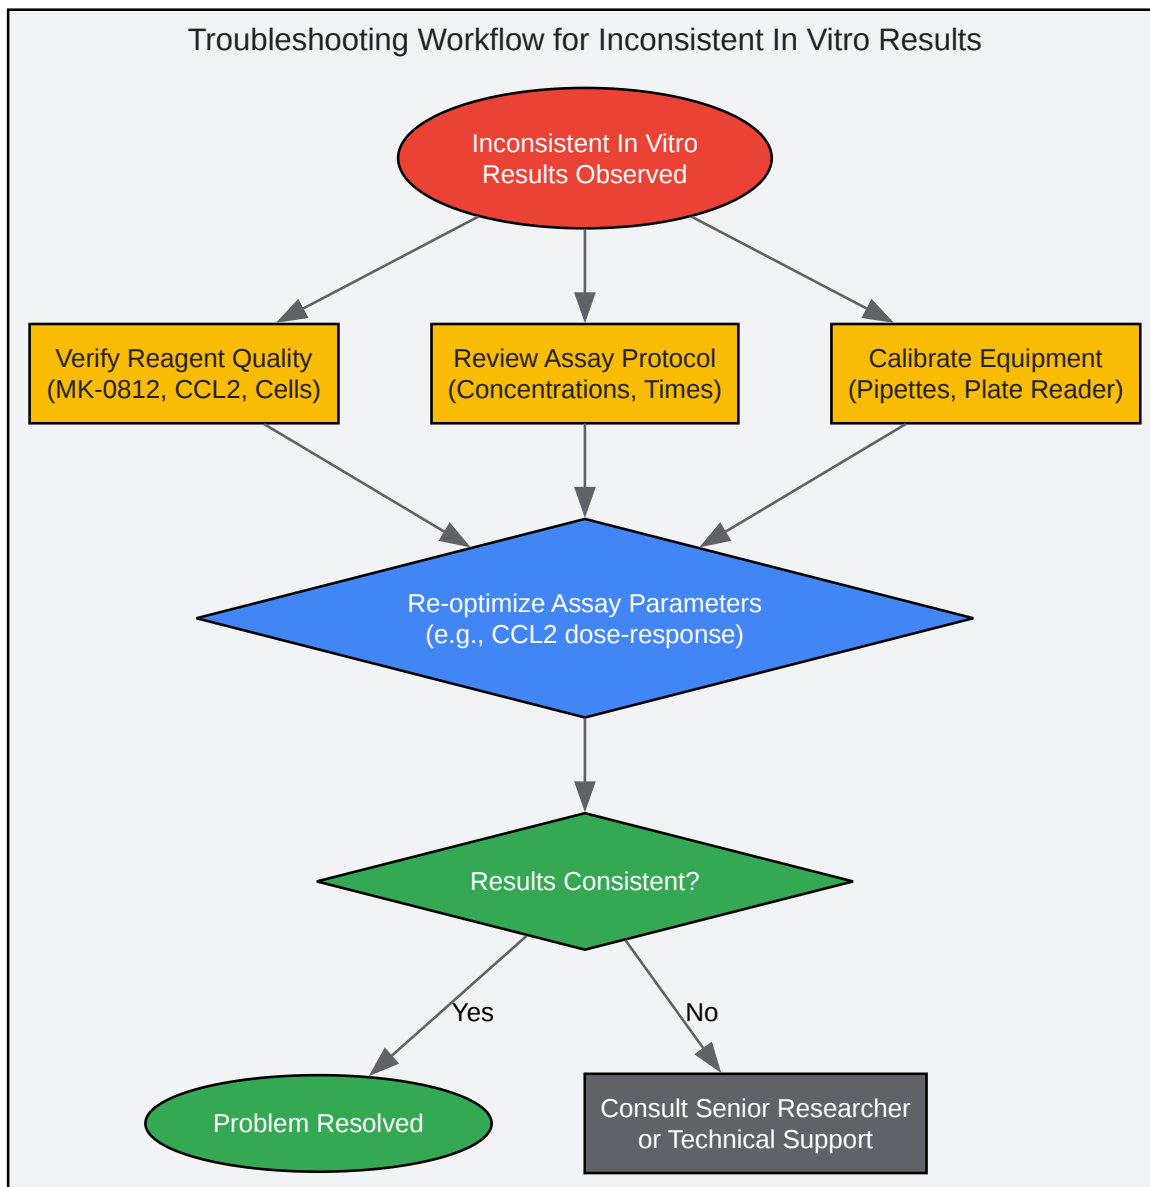 Troubleshooting Workflow for Inconsistent In Vitro Results
Inconsistent In Vitro
Results Observed
Verify Reagent Quality
(MK-0812, CCL2, Cells)
Review Assay Protocol
(Concentrations, Times)
Calibrate Equipment
(Pipettes, Plate Reader)
Re-optimize Assay Parameters
(e.g., CCL2 dose-response)
Results Consistent?
Yes
No
Problem Resolved
Consult Senior Researcher
or Technical Support